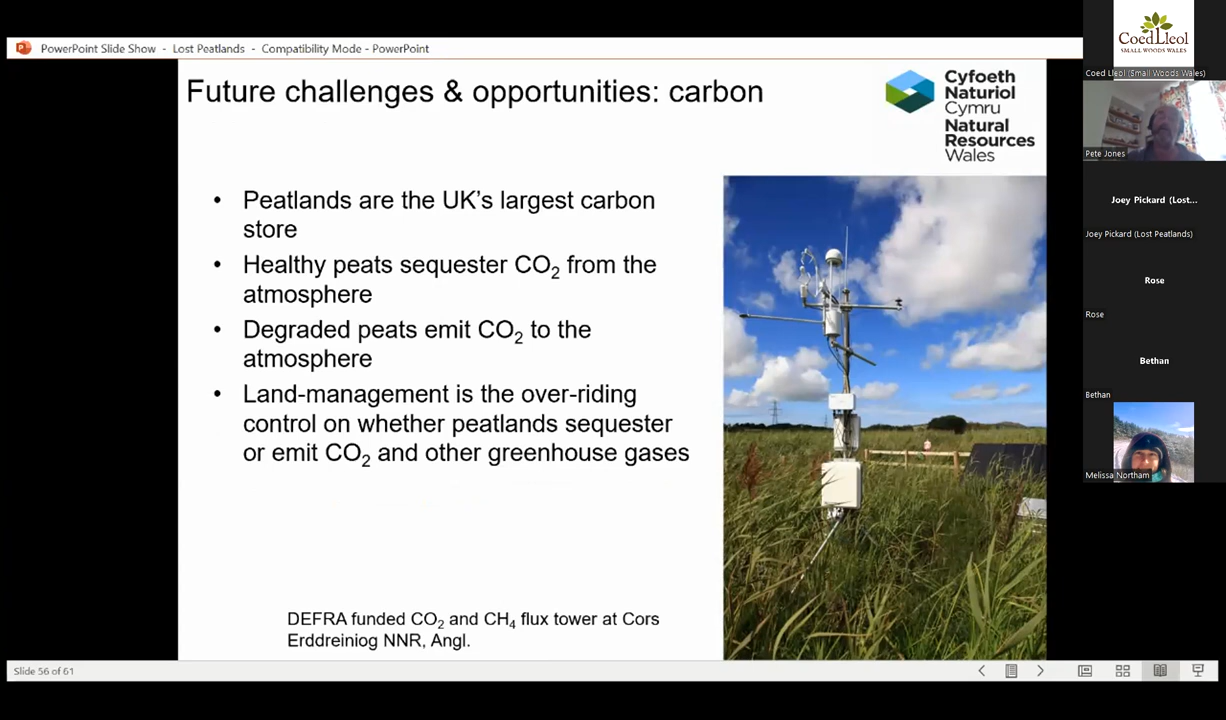 PowerPoint Slide Show - Lost Peatlands - Compatibility Mode - PowerPoint
Future challenges & opportunities: carbon
Cyfoeth
Naturiol
Cymru
Natural
Resources
Wales
• Peatlands are the UK's largest carbon
store
• Healthy peats sequester CO₂ from the
atmosphere
• Degraded peats emit CO₂ to the
atmosphere
• Land-management is the over-riding
control on whether peatlands sequester
or emit CO₂ and other greenhouse gases
DEFRA funded CO₂ and CH₄ flux tower at Cors
Erddreiniog NNR, Angl.
Slide 56 of 61
Coed Lleol
SMALL WOODS WALES
Coed Lleol (Small Woods Wales)
Pete Jones
Joey Pickard (Lost...
Joey Pickard (Lost Peatlands)
Rose
Rose
Bethan
Bethan
Melissa Northam